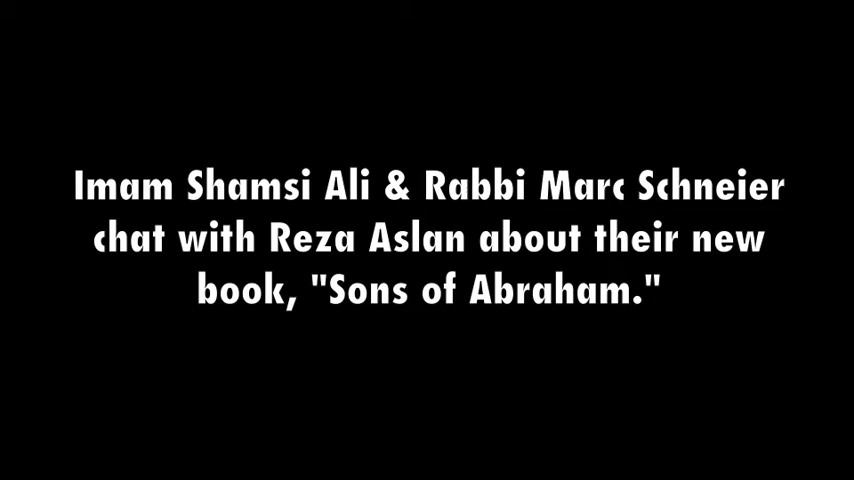 Imam Shamsi Ali & Rabbi Marc Schneier
chat with Reza Aslan about their new
book, "Sons of Abraham."